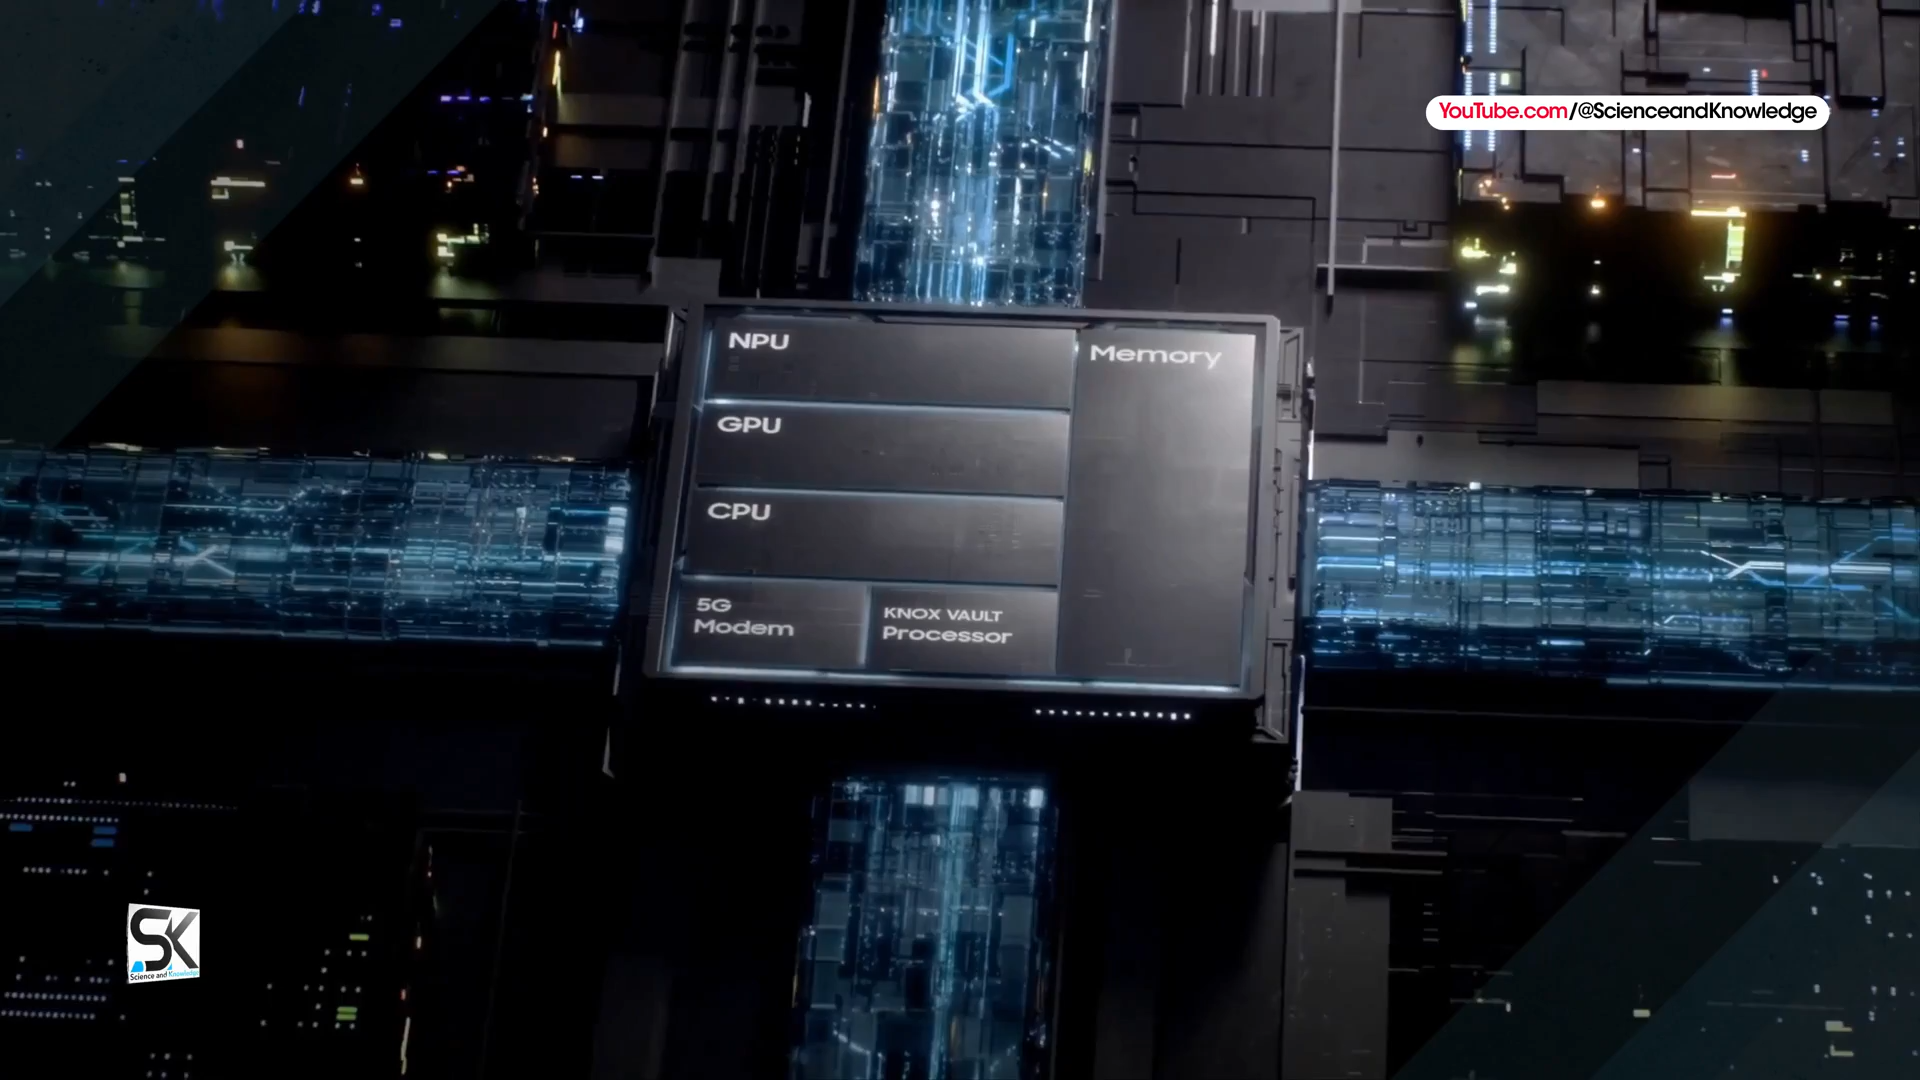 YouTube.com/@ScienceandKnowledge
NPU
Memory
GPU
CPU
5G
Modem
KNOX VAULT
Processor
SK
Science and Knowledge